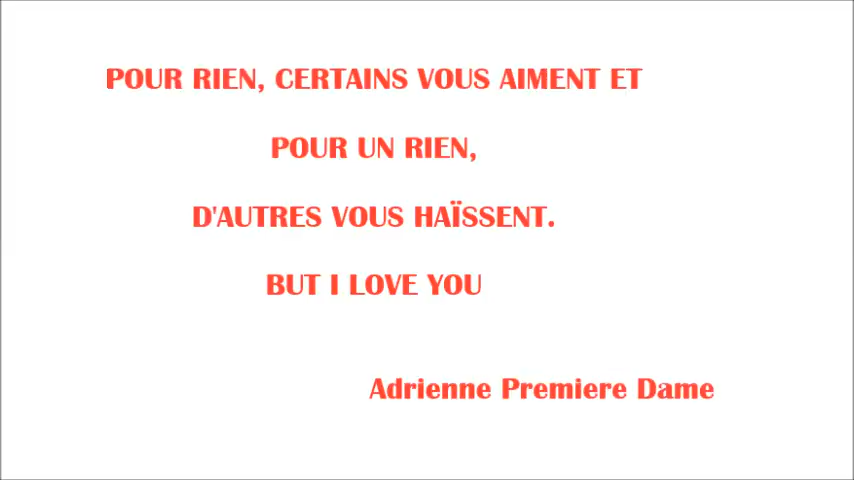 POUR RIEN, CERTAINS VOUS AIMENT ET
POUR UN RIEN,
D'AUTRES VOUS HAÏSSENT.
BUT I LOVE YOU
Adrienne Premiere Dame